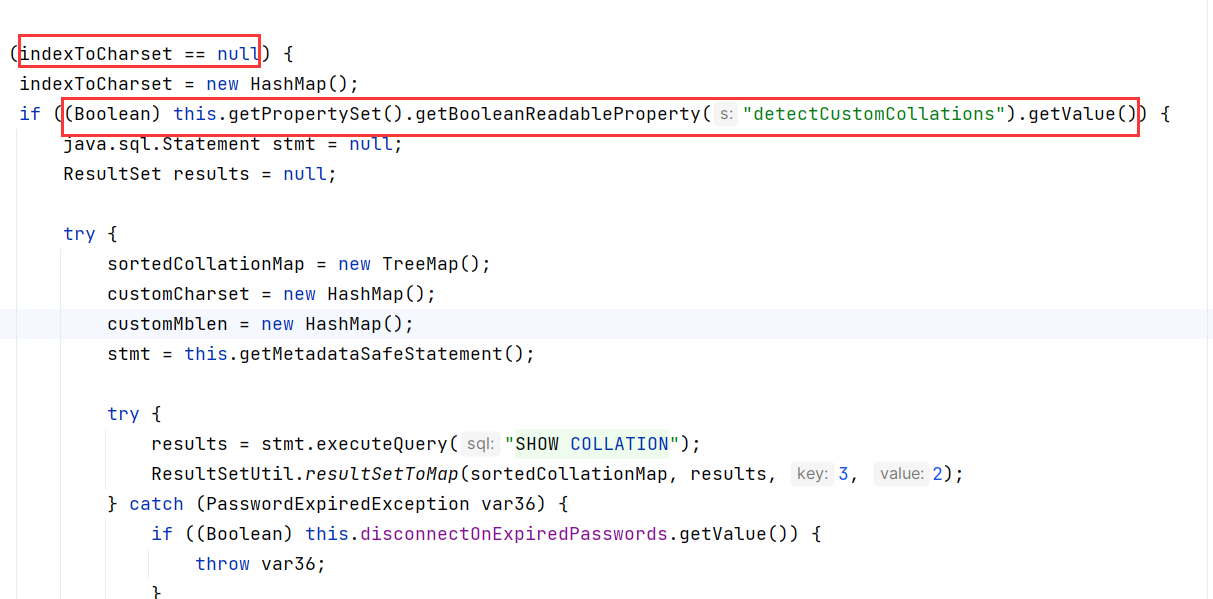 (indexToCharset == null) {
indexToCharset = new HashMap();
if ((Boolean) this.getPropertySet().getBooleanReadableProperty( s: "detectCustomCollations").getValue()) {
java.sql.Statement stmt = null;
ResultSet results = null;
try {
sortedCollationMap = new TreeMap();
customCharset = new HashMap();
customMblen = new HashMap();
stmt = this.getMetadataSafeStatement();
try {
results = stmt.executeQuery( sql: "SHOW COLLATION");
ResultSetUtil.resultSetToMap(sortedCollationMap, results, key: 3, value: 2);
} catch (PasswordExpiredException var36) {
if ((Boolean) this.disconnectOnExpiredPasswords.getValue()) {
throw var36;
}